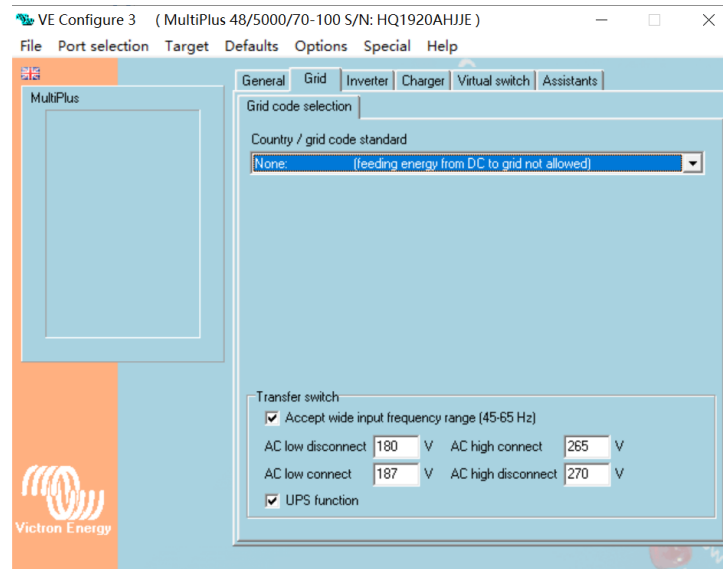 VE Configure 3 ( MultiPlus 48/5000/70-100 S/N: HQ1920AHJJE )
File Port selection Target Defaults Options Special Help
MultiPlus
General Grid Inverter Charger Virtual switch Assistants
Grid code selection
Country / grid code standard
None: (feeding energy from DC to grid not allowed)
Transfer switch
Accept wide input frequency range (45-65 Hz)
AC low disconnect 180 V AC high connect 265 V
AC low connect 187 V AC high disconnect 270 V
UPS function
Victron Energy